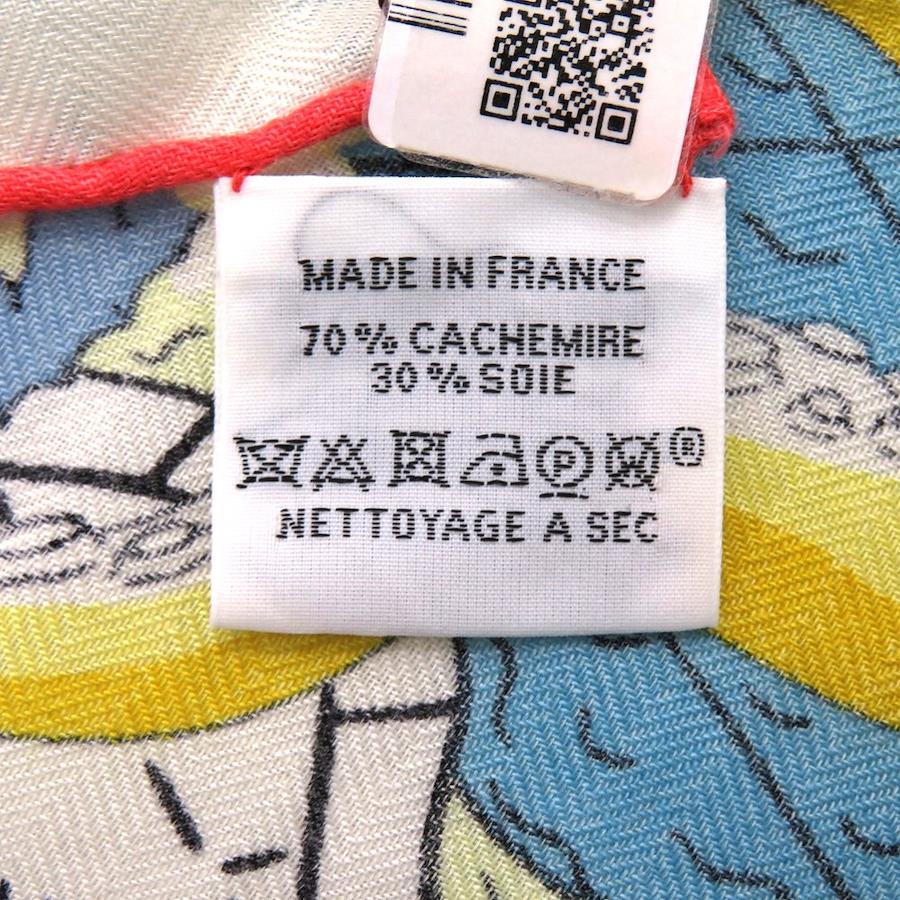 MADE IN FRANCE
70% CACHEMIRE
30% SOIE
P ®
NETTOYAGE A SEC